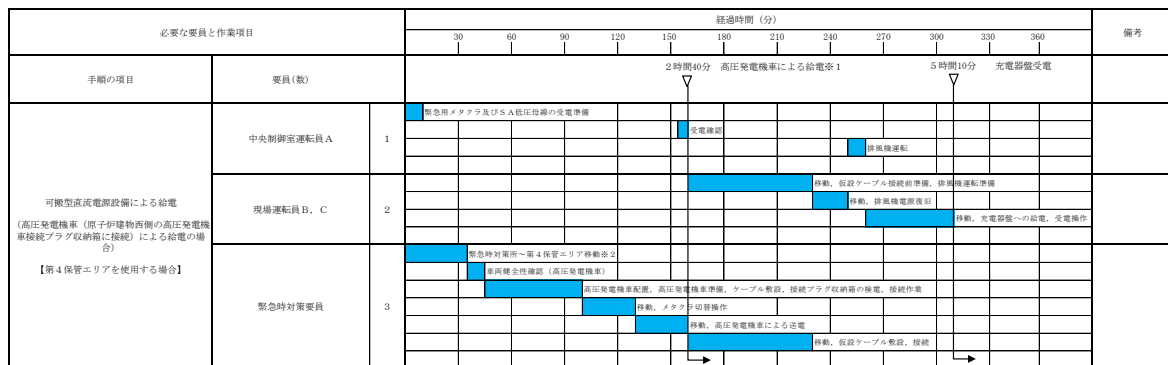 必要な要員と作業項目
経過時間（分）
備考
30 60 90 120 150 180 210 240 270 300 330 360
手順の項目
要員(数)
２時間40分 高圧発電機車による給電※１
５時間10分 充電器盤受電
可搬型直流電源設備による給電
(高圧発電機車（原子炉建物西側の高圧発電機
車接続プラグ収納箱に接続）による給電の場
合）
【第４保管エリアを使用する場合】
中央制御室運転員Ａ
1
緊急用メタクラ及びＳＡ低圧母線の受電準備
受電確認
排風機運転
現場運転員Ｂ，Ｃ
2
移動，仮設ケーブル接続前準備，排風機運転準備
移動，排風機電源復旧
移動，充電器盤への給電，受電操作
緊急時対策要員
3
緊急時対策所～第４保管エリア移動※２
車両健全性確認（高圧発電機車）
高圧発電機車配置，高圧発電機車準備，ケーブル敷設，接続プラグ収納箱の検電，接続作業
移動，メタクラ切替操作
移動，高圧発電機車による送電
移動，仮設ケーブル敷設，接続